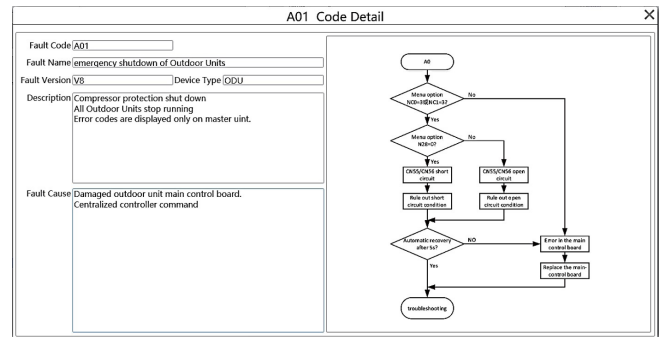 A01 Code Detail
Fault Code A01
Fault Name emergency shutdown of Outdoor Units
Fault Version V8 Device Type ODU
Description Compressor protection shut down
All Outdoor Units stop running
Error codes are displayed only on master uint.
Fault Cause Damaged outdoor unit main control board.
Centralized controller command
A0
Menu option
NC0=3 NC1=3?
No
Yes
Menu option
N28=0?
No
Yes
CN55/CN56 short
circuit
CN55/CN56 open
circuit
Rule out short
circuit condition
Rule out open
circuit condition
Automatic recovery
after 5s?
NO
Error in the main
control board
Yes
Replace the main-
control board
troubleshooting